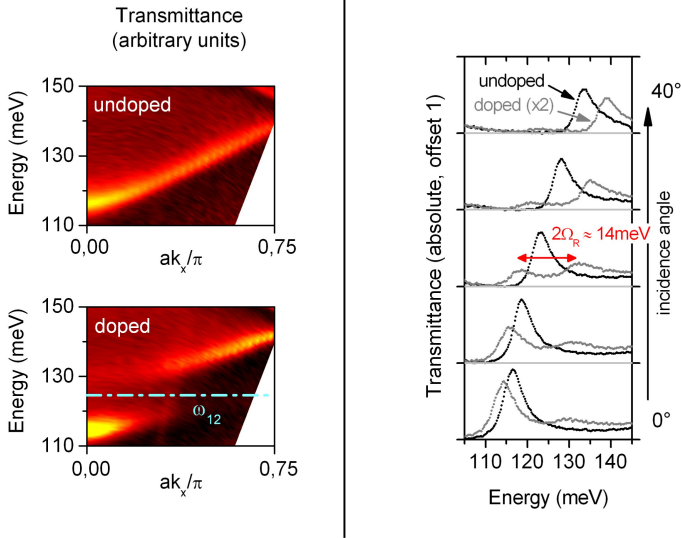 Transmittance
(arbitrary units)
150
undoped
Energy (meV)
130
110
0,00
0,75
akₓ/π
150
doped
Energy (meV)
130
ω₁₂
110
0,00
0,75
akₓ/π
Transmittance (absolute, offset 1)
undoped
doped (x2)
2Ω_R ≈ 14meV
110 120 130 140
Energy (meV)
40°
incidence angle
0°